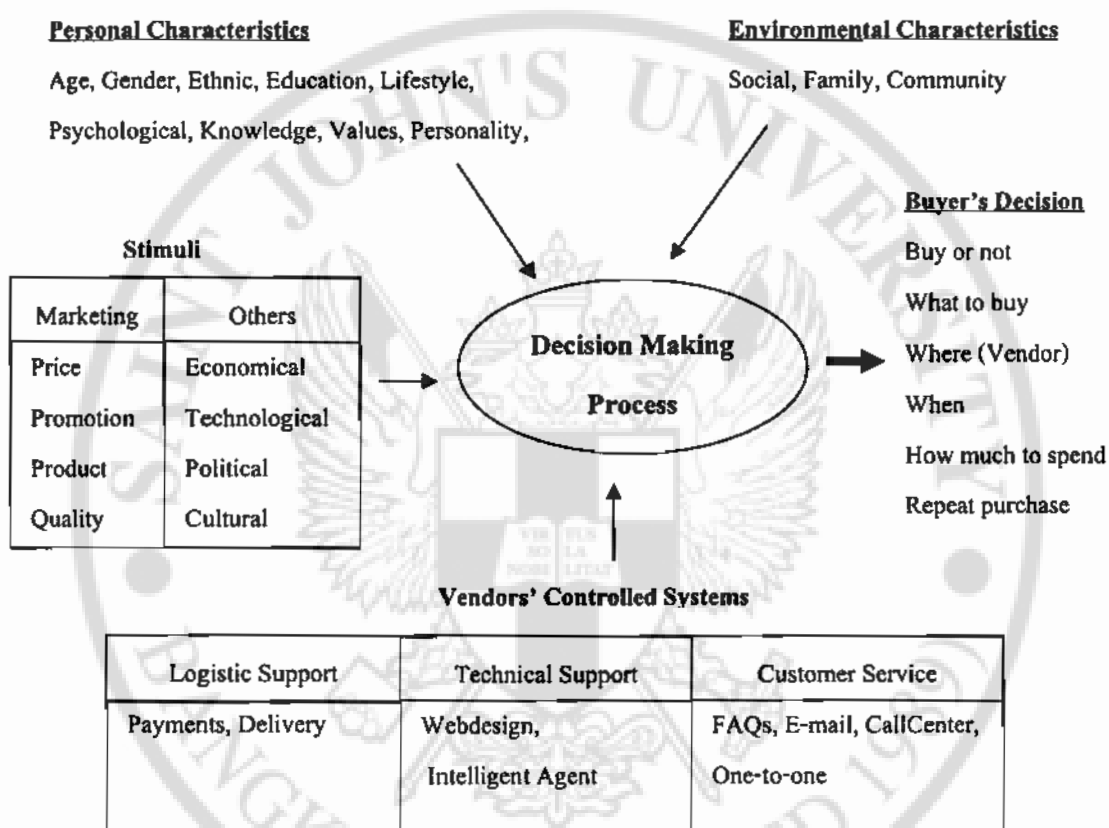 Personal Characteristics
Age, Gender, Ethnic, Education, Lifestyle,
Psychological, Knowledge, Values, Personality,
Environmental Characteristics
Social, Family, Community
Stimuli
Marketing Others
Price Economical
Promotion Technological
Product Political
Quality Cultural
Decision Making
Process
Buyer's Decision
Buy or not
What to buy
Where (Vendor)
When
How much to spend
Repeat purchase
Vendors' Controlled Systems
Logistic Support Technical Support Customer Service
Payments, Delivery Webdesign, FAQs, E-mail, CallCenter,
Intelligent Agent One-to-one
SAINT JOHN'S UNIVERSITY